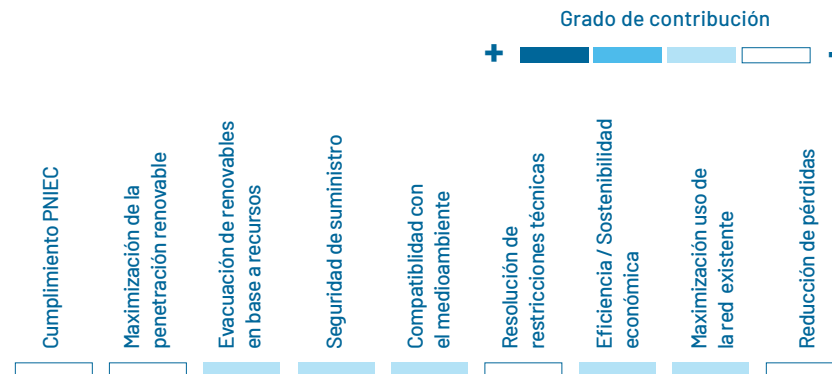 Grado de contribución
+
-
Cumplimiento PNIEC
Maximización de la
penetración renovable
Evacuación de renovables
en base a recursos
Seguridad de suministro
Compatiblidad con
el medioambiente
Resolución de
restricciones técnicas
Eficiencia / Sostenibilidad
económica
Maximización uso de
la red existente
Reducción de pérdidas